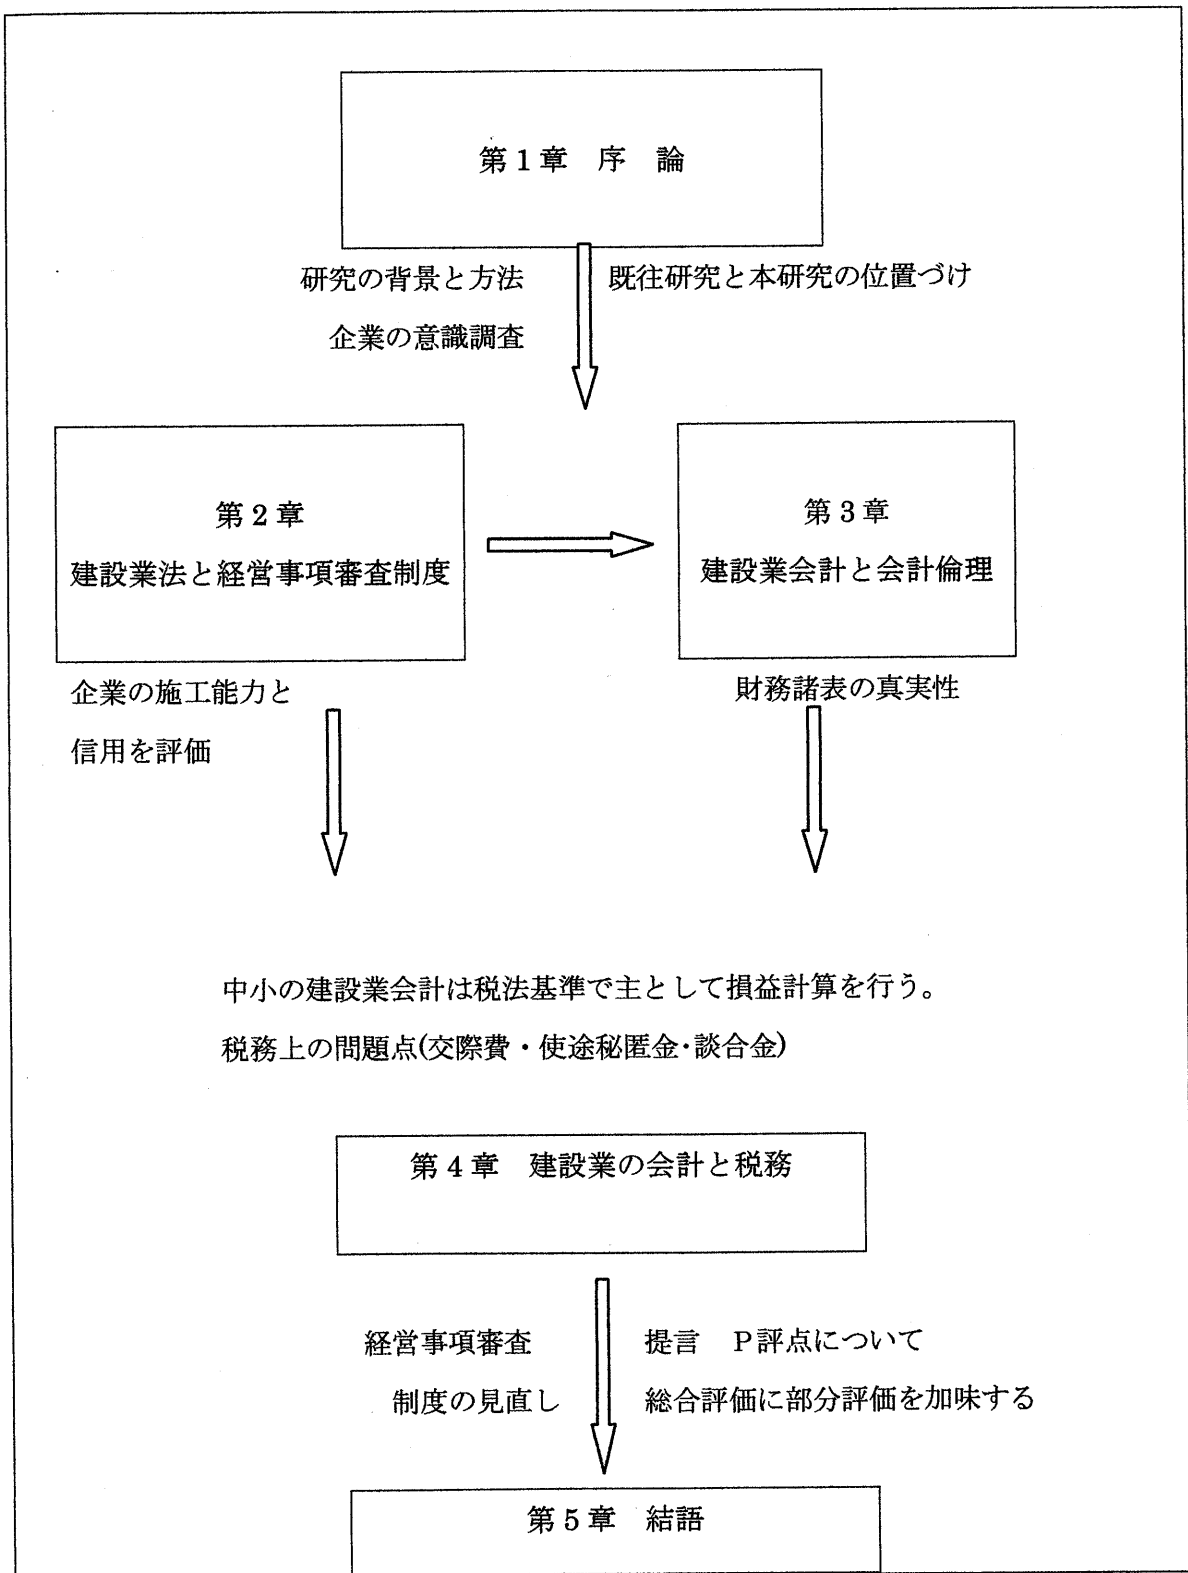 第1章 序 論
研究の背景と方法
企業の意識調査
既往研究と本研究の位置づけ
第2章
建設業法と経営事項審査制度
第3章
建設業会計と会計倫理
企業の施工能力と
信用を評価
財務諸表の真実性
中小の建設業会計は税法基準で主として損益計算を行う。
税務上の問題点(交際費・使途秘匿金・談合金)
第4章 建設業の会計と税務
経営事項審査
制度の見直し
提言 P評点について
総合評価に部分評価を加味する
第5章 結語